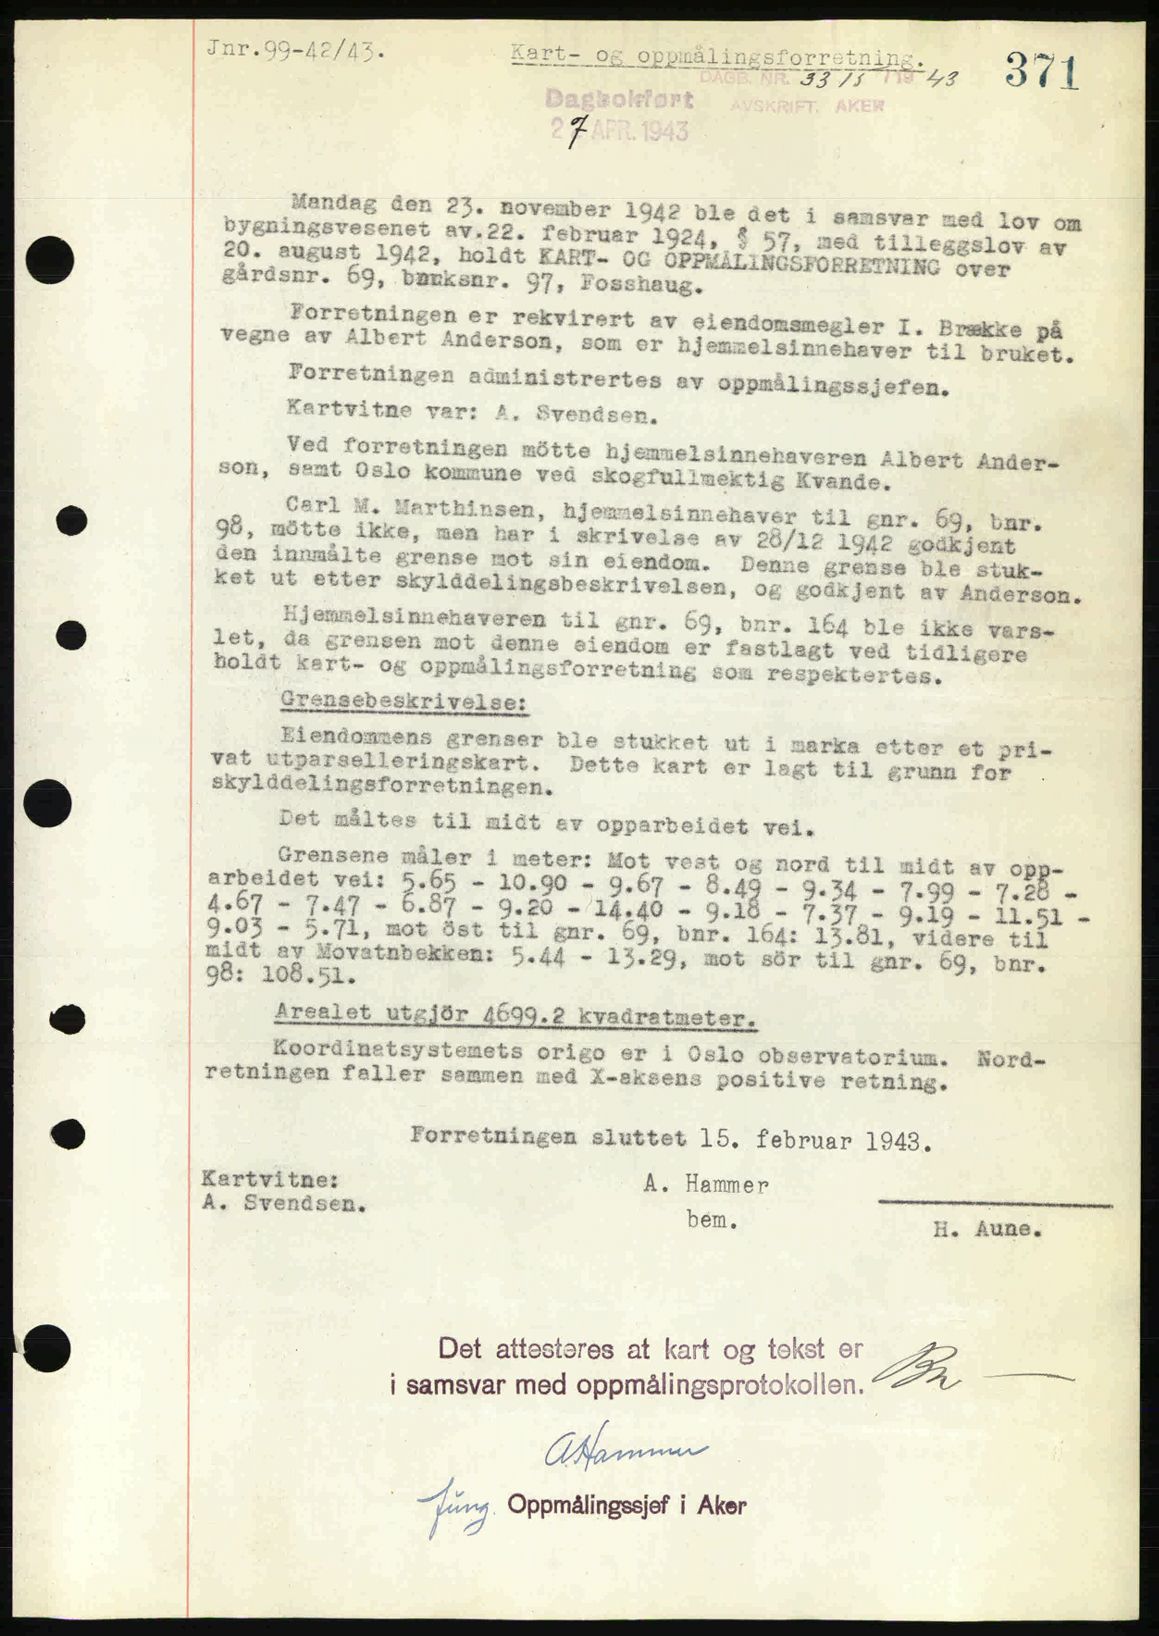 Jnr.99-42/43.
Kart- og oppmålingsforretning.
371
DAGB. NR. 3315 / 19 43
Dagbokført
AVSKRIFT. AKER
27 APR. 1943
Mandag den 23. november 1942 ble det i samsvar med lov om
bygningsvesenet av.22. februar 1924, § 57, med tilleggslov av
20. august 1942, holdt KART- OG OPPMÅLINGSFORRETNING over
gårdsnr. 69, bruksnr. 97, Fosshaug.
Forretningen er rekvirert av eiendomsmegler I. Brække på
vegne av Albert Anderson, som er hjemmelsinnehaver til bruket.
Forretningen administrertes av oppmålingssjefen.
Kartvitne var: A. Svendsen.
Ved forretningen mötte hjemmelsinnehaveren Albert Ander-
son, samt Oslo kommune ved skogfullmektig Kvande.
Carl M. Marthinsen, hjemmelsinnehaver til gnr. 69, bnr.
98, mötte ikke, men har i skrivelse av 28/12 1942 godkjent
den innmålte grense mot sin eiendom. Denne grense ble stuk-
ket ut etter skylddelingsbeskrivelsen, og godkjent av Anderson.
Hjemmelsinnehaveren til gnr. 69, bnr. 164 ble ikke vars-
let, da grensen mot denne eiendom er fastlagt ved tidligere
holdt kart- og oppmålingsforretning som respektertes.
Grensebeskrivelse:
Eiendommens grenser ble stukket ut i marka etter et pri-
vat utparselleringskart. Dette kart er lagt til grunn for
skylddelingsforretningen.
Det måltes til midt av opparbeidet vei.
Grensene måler i meter: Mot vest og nord til midt av opp-
arbeidet vei: 5.65 - 10.90 - 9.67 - 8.49 - 9.34 - 7.99 - 7.28 -
4.67 - 7.47 - 6.87 - 9.20 - 14.40 - 9.18 - 7.37 - 9.19 - 11.51 -
9.03 - 5.71, mot öst til gnr. 69, bnr. 164: 13.81, videre til
midt av Movatnbekken: 5.44 - 13.29, mot sör til gnr. 69, bnr.
98: 108.51.
Arealet utgjör 4699.2 kvadratmeter.
Koordinatsystemets origo er i Oslo observatorium. Nord-
retningen faller sammen med X-aksens positive retning.
Forretningen sluttet 15. februar 1943.
Kartvitne:
A. Svendsen.
A. Hammer
bem.
H. Aune.
Det attesteres at kart og tekst er
i samsvar med oppmålingsprotokollen.
A.Hammer
fung. Oppmålingssjef i Aker